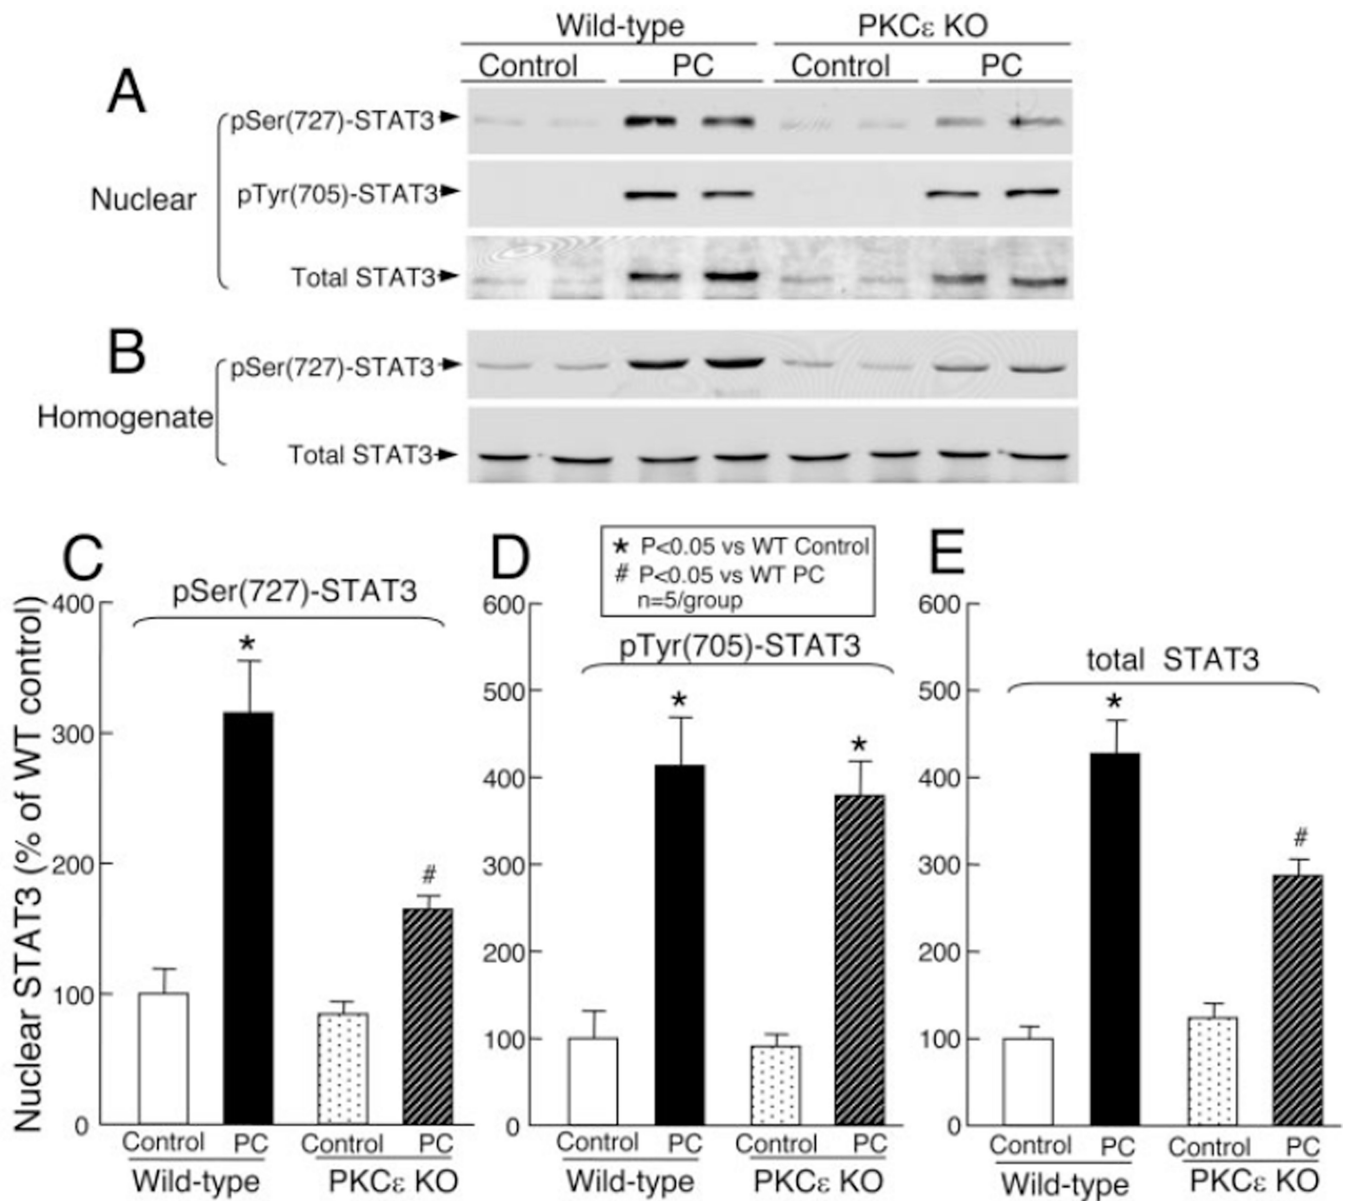 Wild-type PKCε KO
Control PC Control PC
A
pSer(727)-STAT3
Nuclear
pTyr(705)-STAT3
Total STAT3
B
pSer(727)-STAT3
Homogenate
Total STAT3
Nuclear STAT3 (% of WT control)
C
pSer(727)-STAT3
400
*
300
200
#
100
0
Control PC Control PC
Wild-type PKCε KO
D
* P<0.05 vs WT Control
# P<0.05 vs WT PC
n=5/group
600
pTyr(705)-STAT3
500
*
*
400
300
200
100
0
Control PC Control PC
Wild-type PKCε KO
E
600
total STAT3
500
*
400
#
300
200
100
0
Control PC Control PC
Wild-type PKCε KO